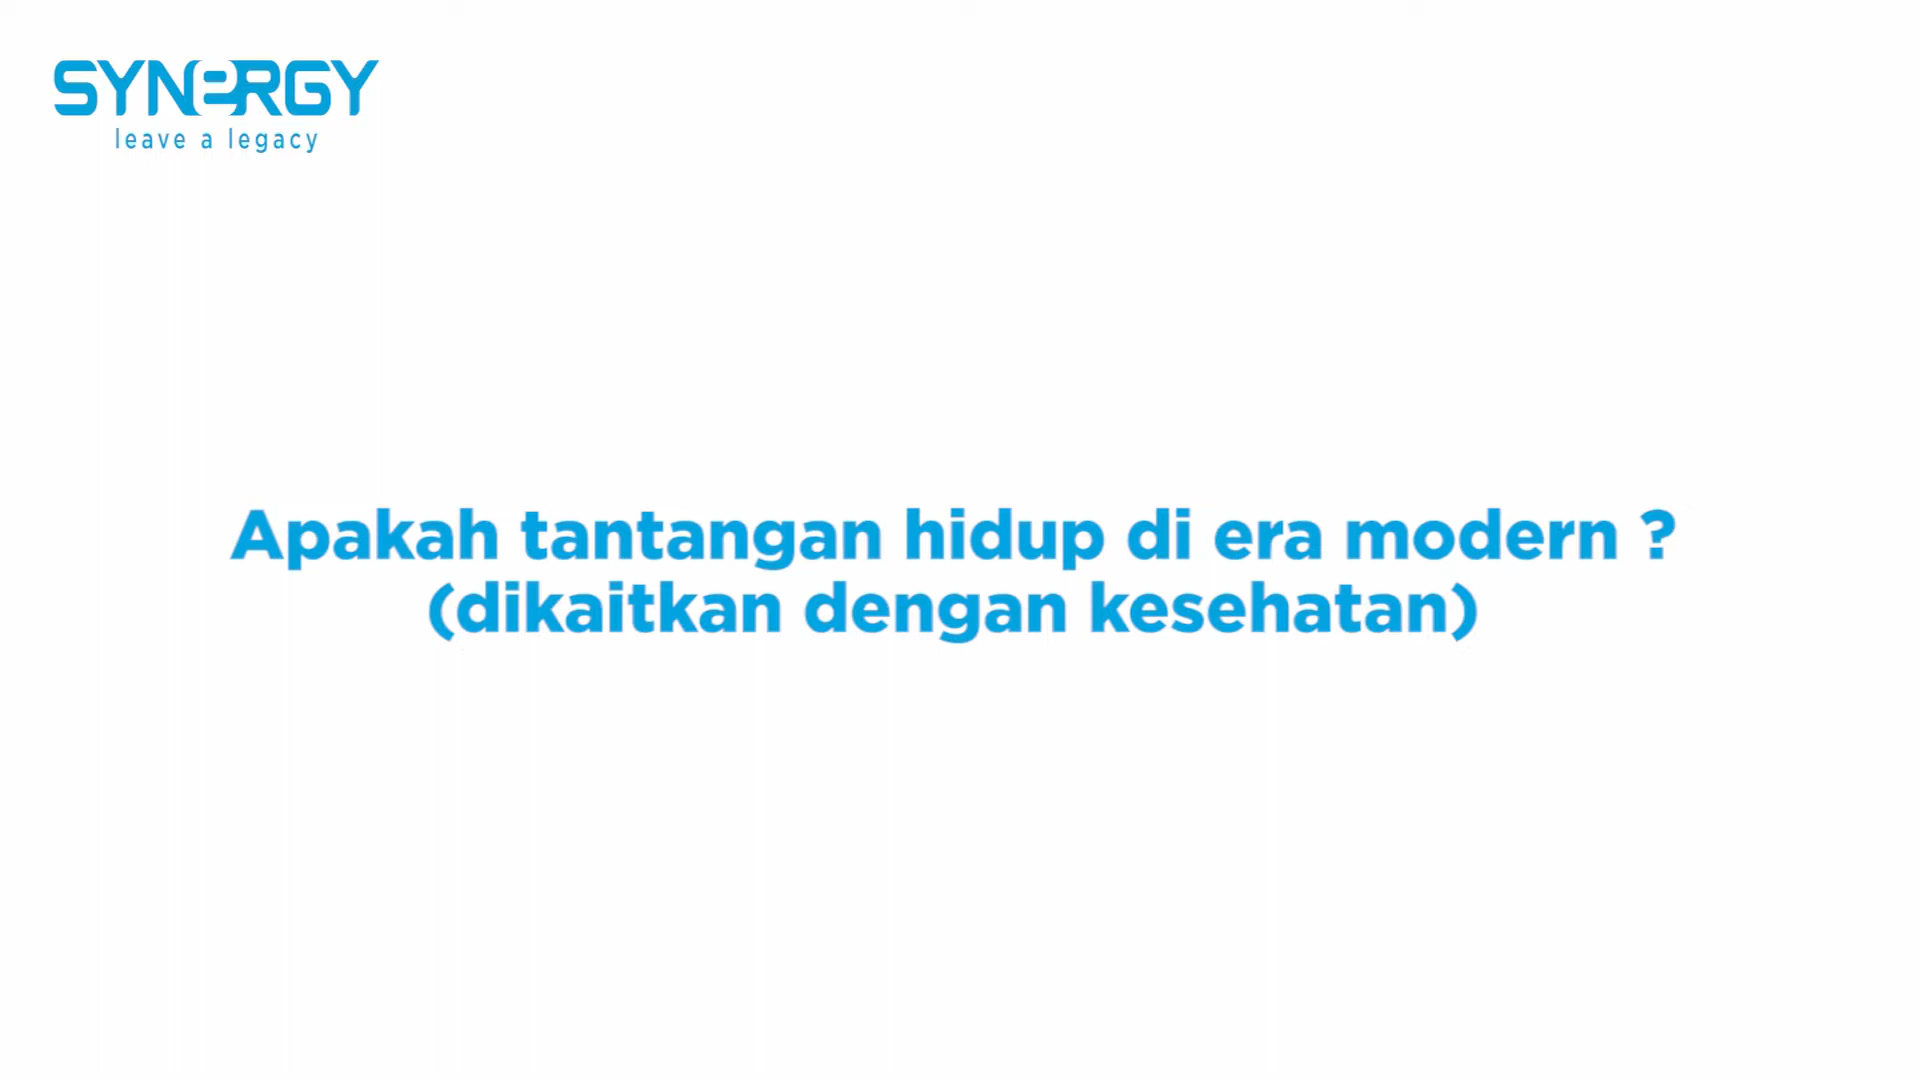 SYNERGY
leave a legacy
Apakah tantangan hidup di era modern ?
(dikaitkan dengan kesehatan)